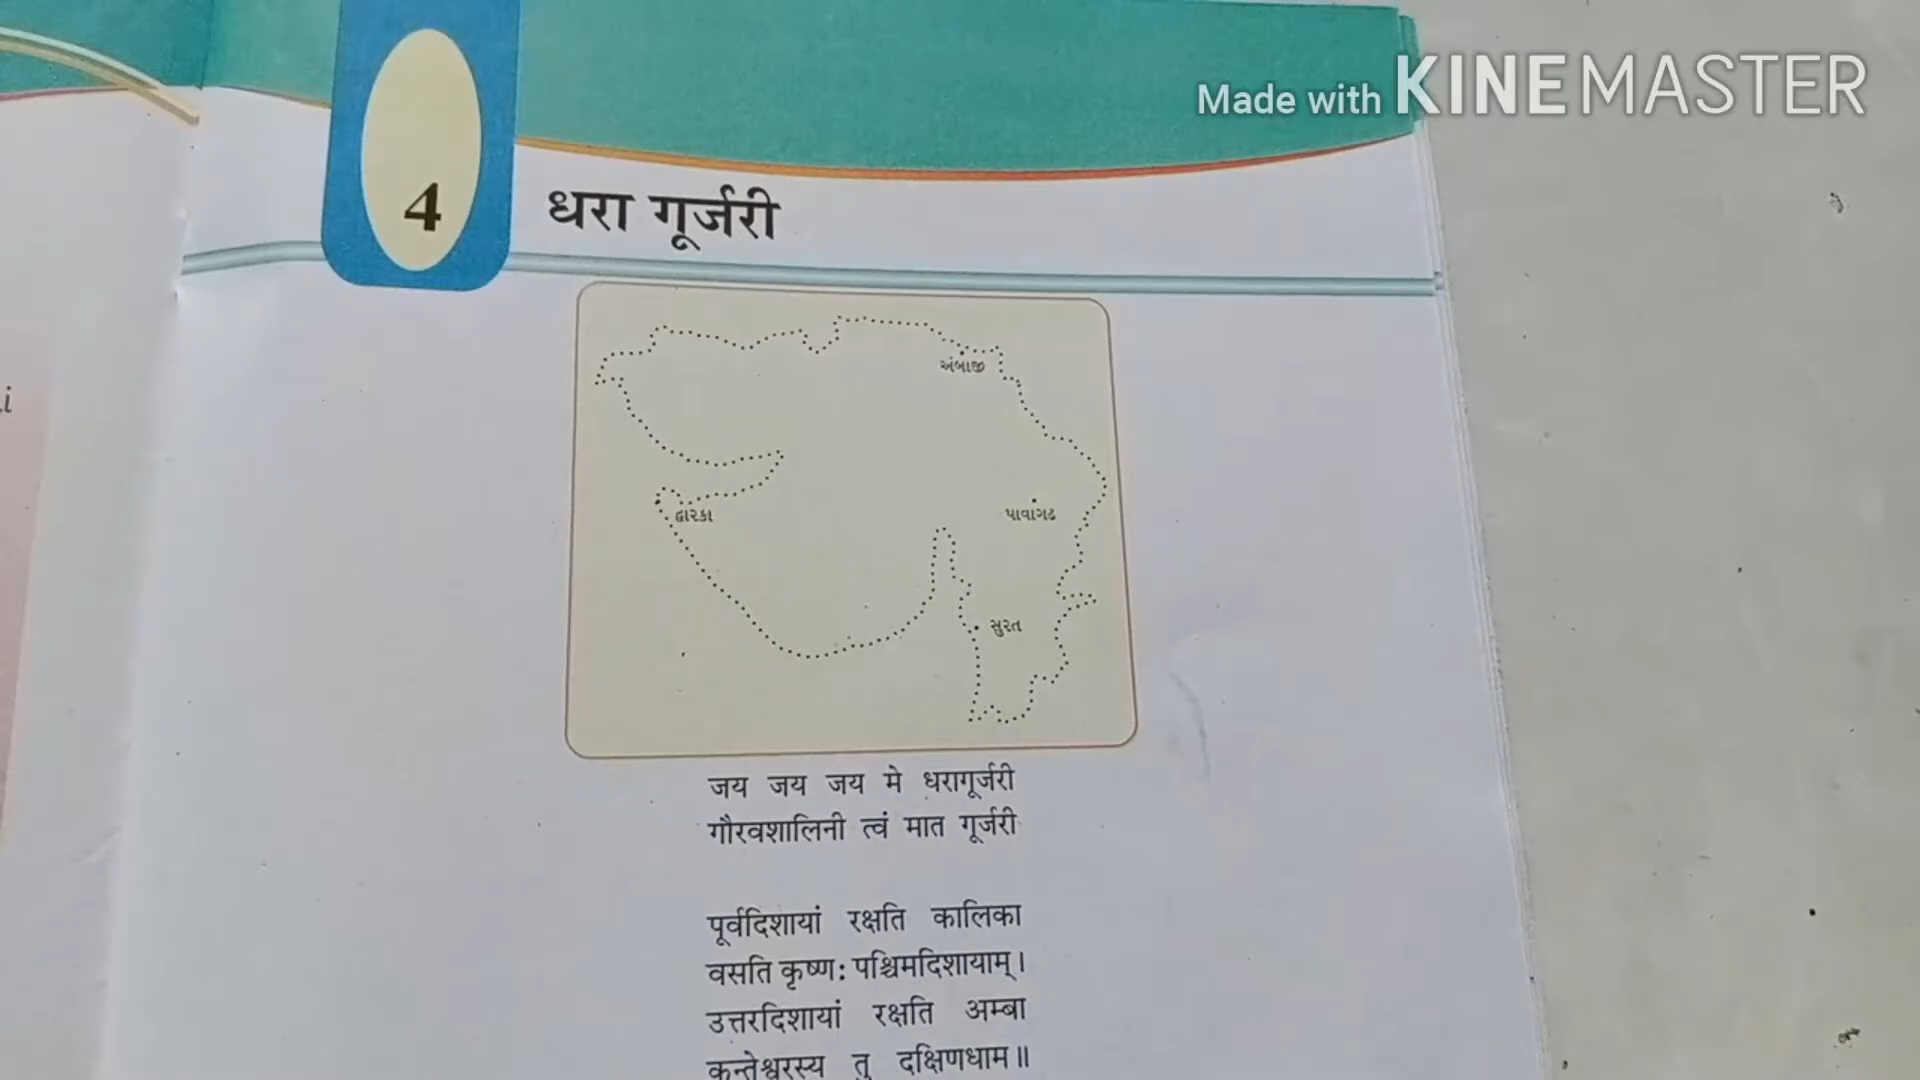 Made with KINEMASTER
4
धरा गूर्जरी
અંબાજી
દ્વારકા
પાવાગઢ
સુરત
जय जय जय मे धरागूर्जरी
गौरवशालिनी त्वं मात गूर्जरी
पूर्वदिशायां रक्षति कालिका
वसति कृष्ण: पश्चिमदिशायाम्।
उत्तरदिशायां रक्षति अम्बा
कुन्तेश्वरस्य तु दक्षिणधाम॥